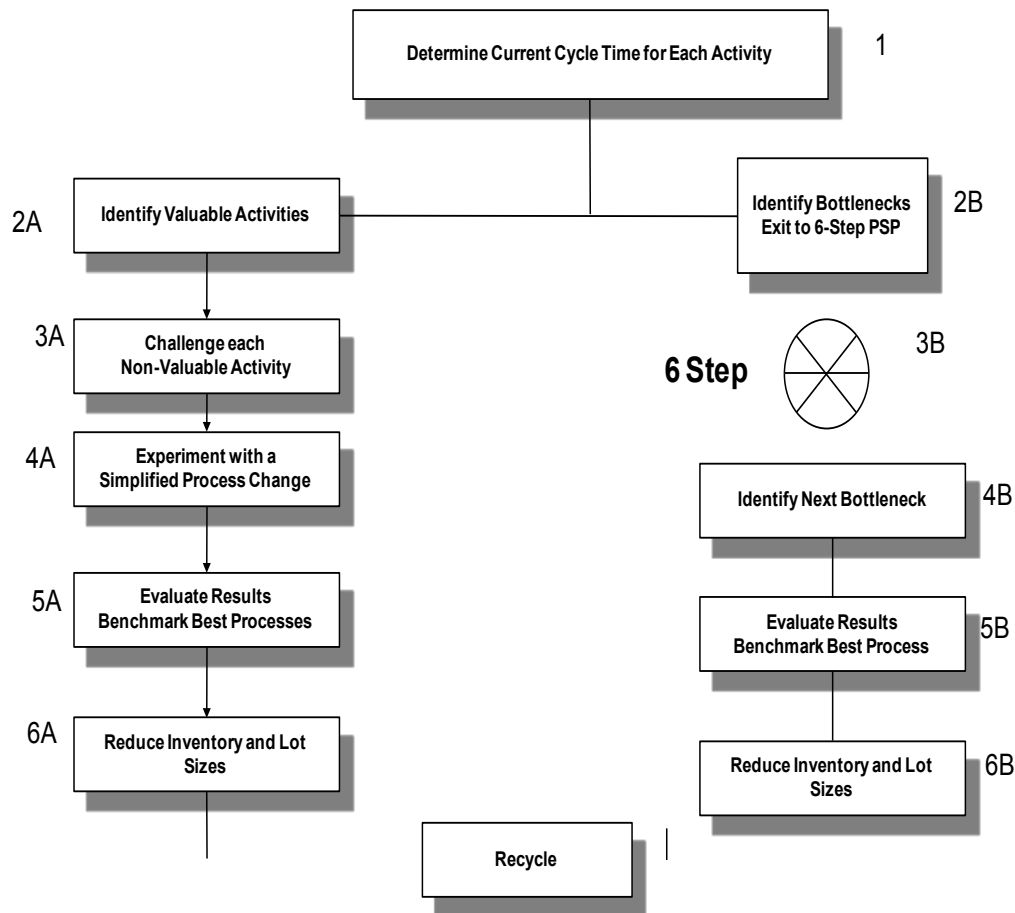 Determine Current Cycle Time for Each Activity
1
2A
Identify Valuable Activities
Identify Bottlenecks
Exit to 6-Step PSP
2B
3A
Challenge each
Non-Valuable Activity
6 Step
3B
4A
Experiment with a
Simplified Process Change
Identify Next Bottleneck
4B
5A
Evaluate Results
Benchmark Best Processes
Evaluate Results
Benchmark Best Process
5B
6A
Reduce Inventory and Lot
Sizes
Reduce Inventory and Lot
Sizes
6B
Recycle